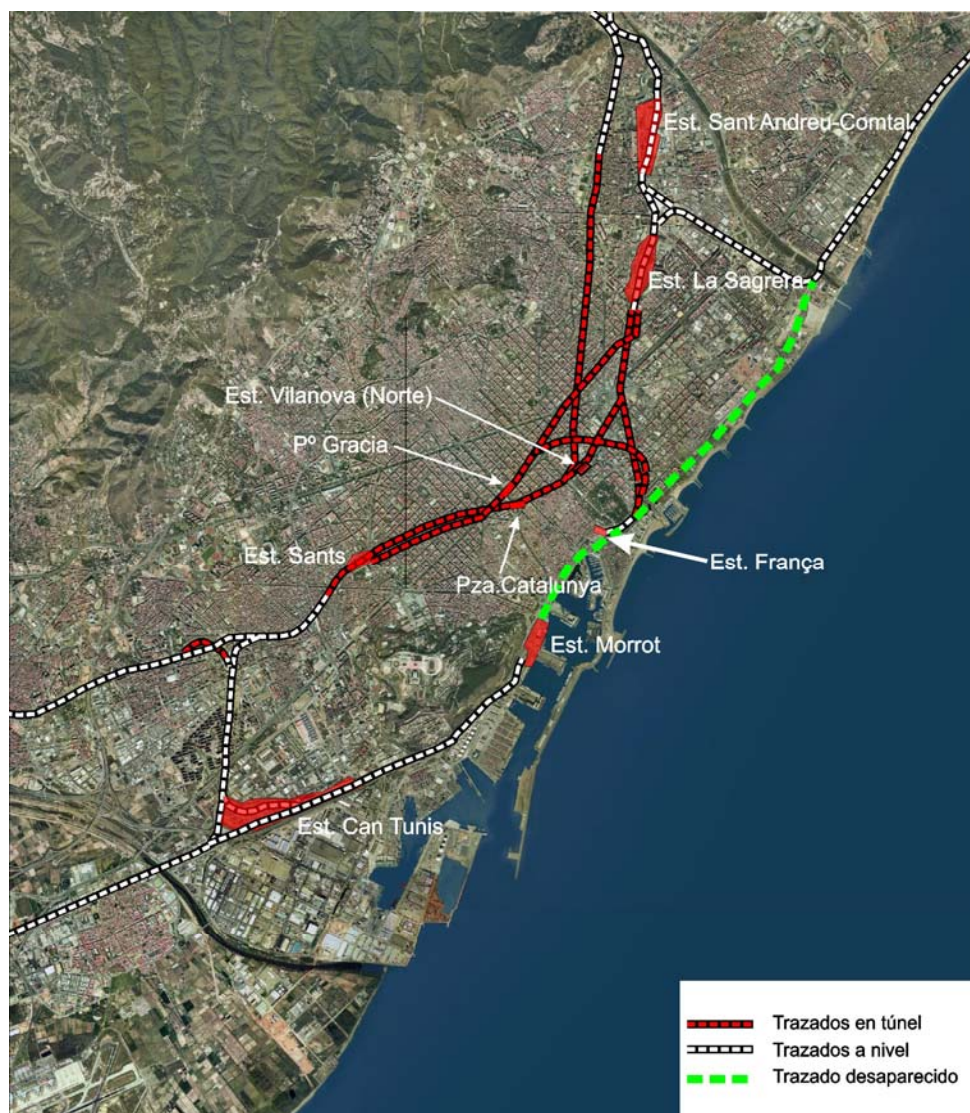 Est. Sant Andreu-Comtal
Est. La Sagrera
Est. Vilanova (Norte)
Pº Gracia
Est. Sants
Pza.Catalunya
Est. França
Est. Morrot
Est. Can Tunis
Trazados en túnel
Trazados a nivel
Trazado desaparecido